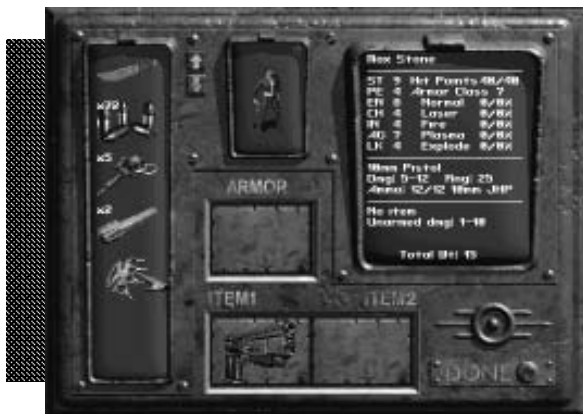 x72
x5
x2
ARMOR
ITEM1
ITEM2
Max Stone
ST 9 Hit Points 40/40
PE 4 Armor Class 7
EN 8 Normal 0/0%
CH 4 Laser 0/0%
IN 4 Fire 0/0%
AG 7 Plasma 0/0%
LK 4 Explode 0/0%
10mm Pistol
Dmg: 5-12 Rng: 25
Ammo: 12/12 10mm JHP
No item
Unarmed dmg: 1-10
Total Wt: 15
DONE